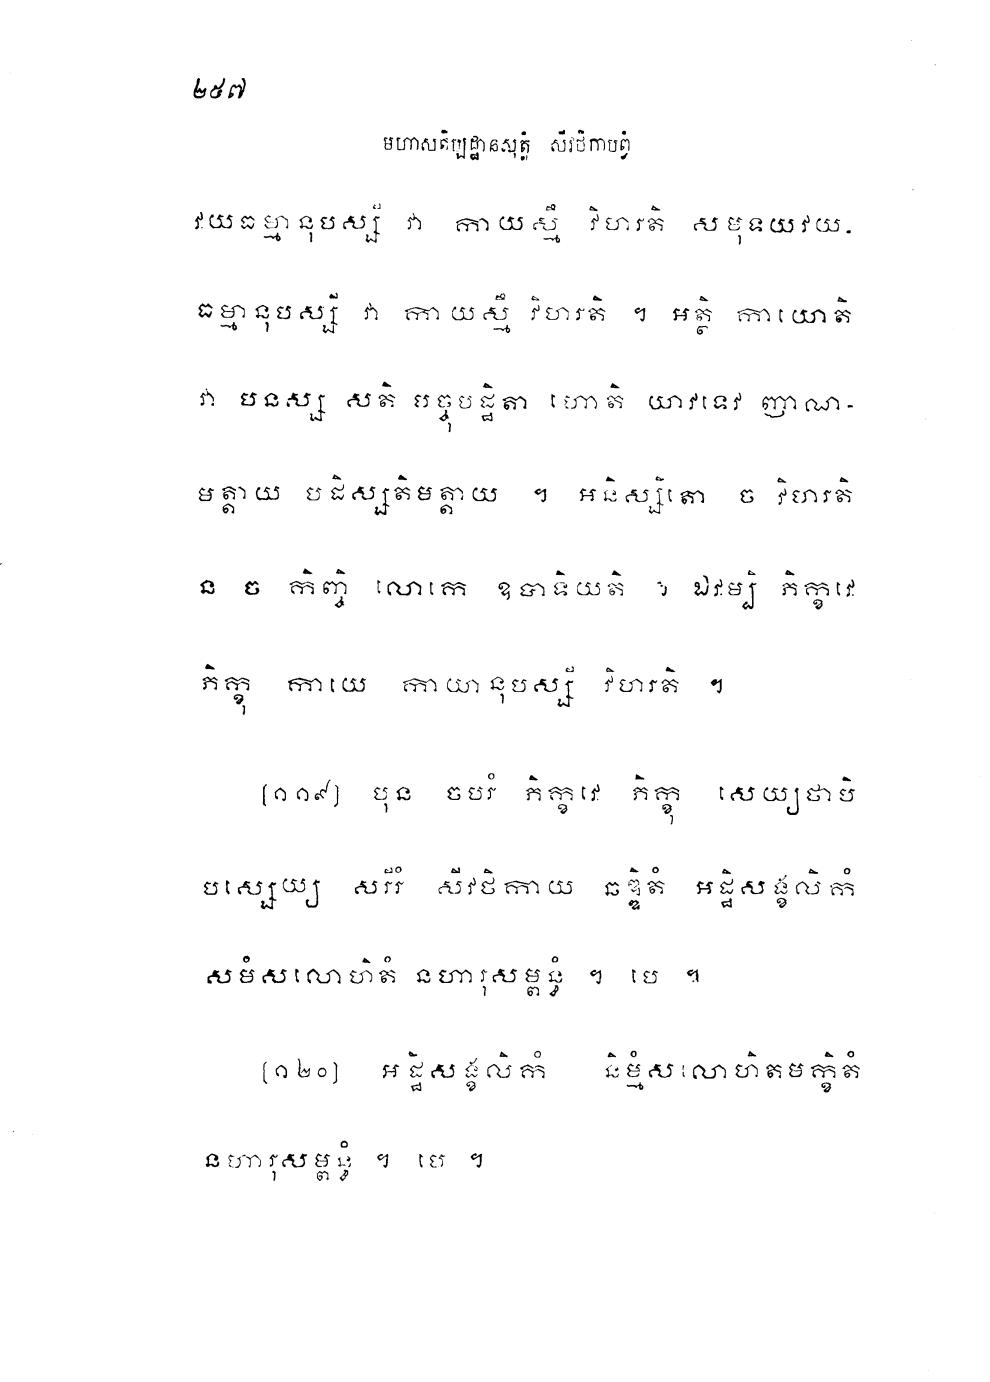 ២៥៧
មហាសតិប្បដ្ឋានសុត្តំ សីវថិកាបព្វំ
វយធម្មានុបស្សី វា កាយស្មឹ វិហរតិ សមុទយវយ-
ធម្មានុបស្សី វា កាយស្មឹ វិហរតិ ។ អត្ថិ កាយោតិ
វា បនស្ស សតិ បច្ចុបដ្ឋិតា ហោតិ យាវទេវ ញាណ-
មត្តាយ បដិស្សតិមត្តាយ ។ អនិស្សិតោ ច វិហរតិ
ន ច កិញ្ចិ លោកេ ឧបាទិយតិ ។ ឯវម្បិ ភិក្ខវេ
ភិក្ខុ កាយេ កាយានុបស្សី វិហរតិ ។
(១១៩) បុន ចបរំ ភិក្ខវេ ភិក្ខុ សេយ្យថាបិ
បស្សេយ្យ សរីរំ សីវថិកាយ ឆឌ្ឌិតំ អដ្ឋិសង្ខលិកំ
សមំសលោហិតំ នហារុសម្ពន្ធំ ។ បេ ។
(១២០) អដ្ឋិសង្ខលិកំ និម្មំសលោហិតមក្ខិតំ
នហារុសម្ពន្ធំ ។ បេ ។